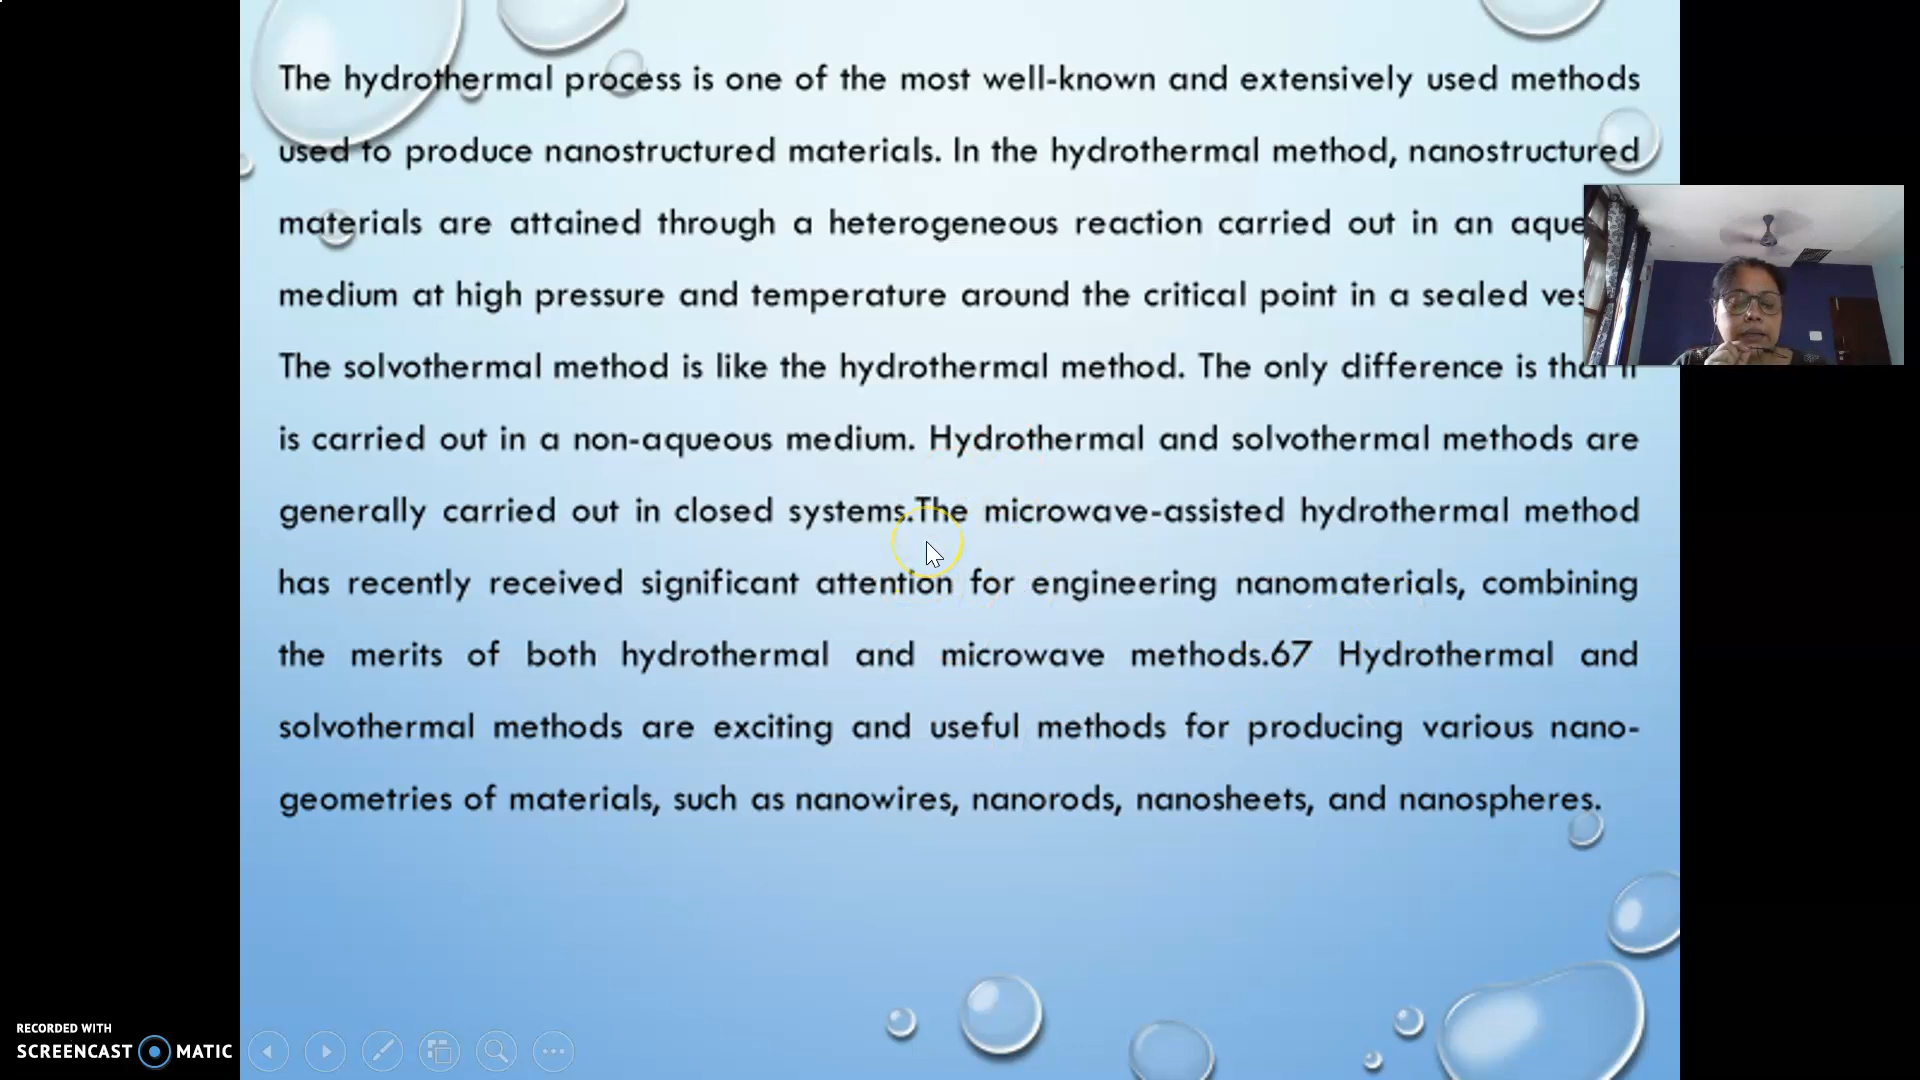 The hydrothermal process is one of the most well-known and extensively used methods
used to produce nanostructured materials. In the hydrothermal method, nanostructured
materials are attained through a heterogeneous reaction carried out in an
medium at high pressure and temperature around the critical point in a sealed
The solvothermal method is like the hydrothermal method. The only difference is that it
is carried out in a non-aqueous medium. Hydrothermal and solvothermal methods are
generally carried out in closed systems.The microwave-assisted hydrothermal method
has recently received significant attention for engineering nanomaterials, combining
the merits of both hydrothermal and microwave methods.67 Hydrothermal and
solvothermal methods are exciting and useful methods for producing various nano-
geometries of materials, such as nanowires, nanorods, nanosheets, and nanospheres.
RECORDED WITH
SCREENCAST MATIC